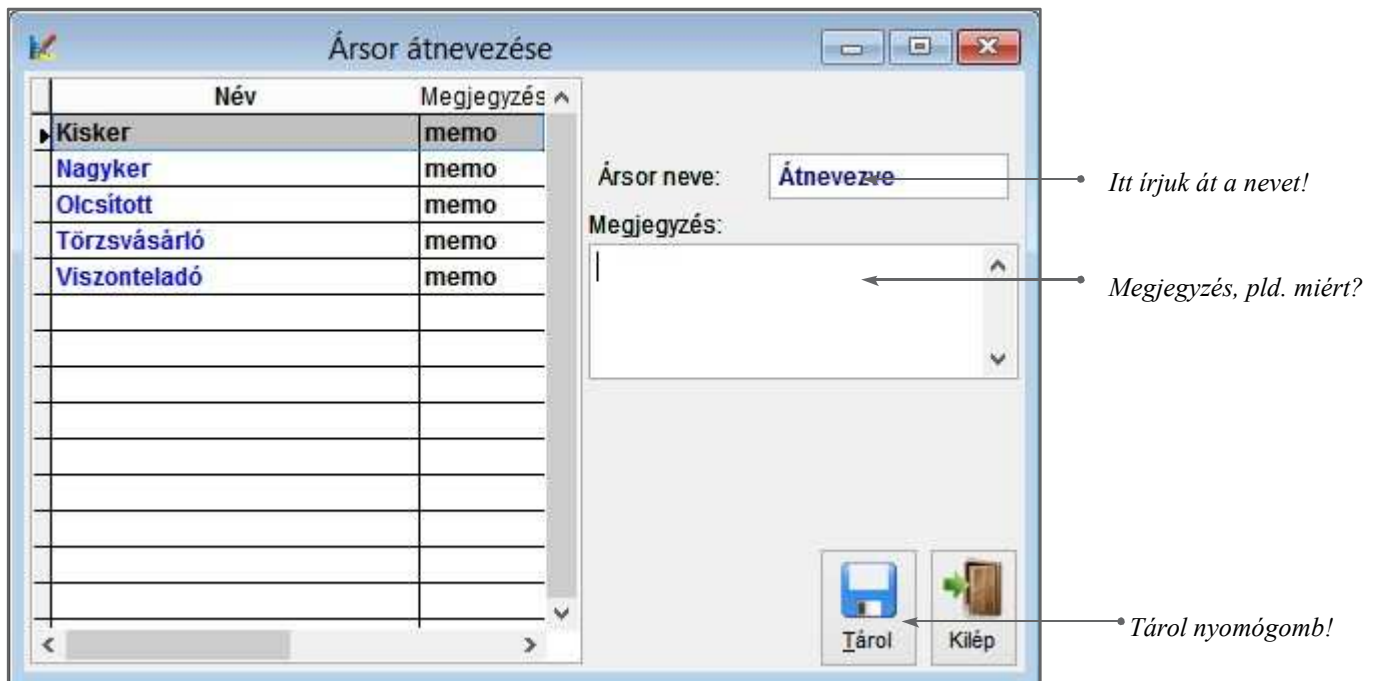 Ársor átnevezése
Név Megjegyzés
Kisker memo
Nagyker memo
Olcsított memo
Törzsvásárló memo
Viszonteladó memo
Ársor neve: Átnevezve
Itt írjuk át a nevet!
Megjegyzés:
Megjegyzés, pld. miért?
Tárol
Kilép
Tárol nyomógomb!